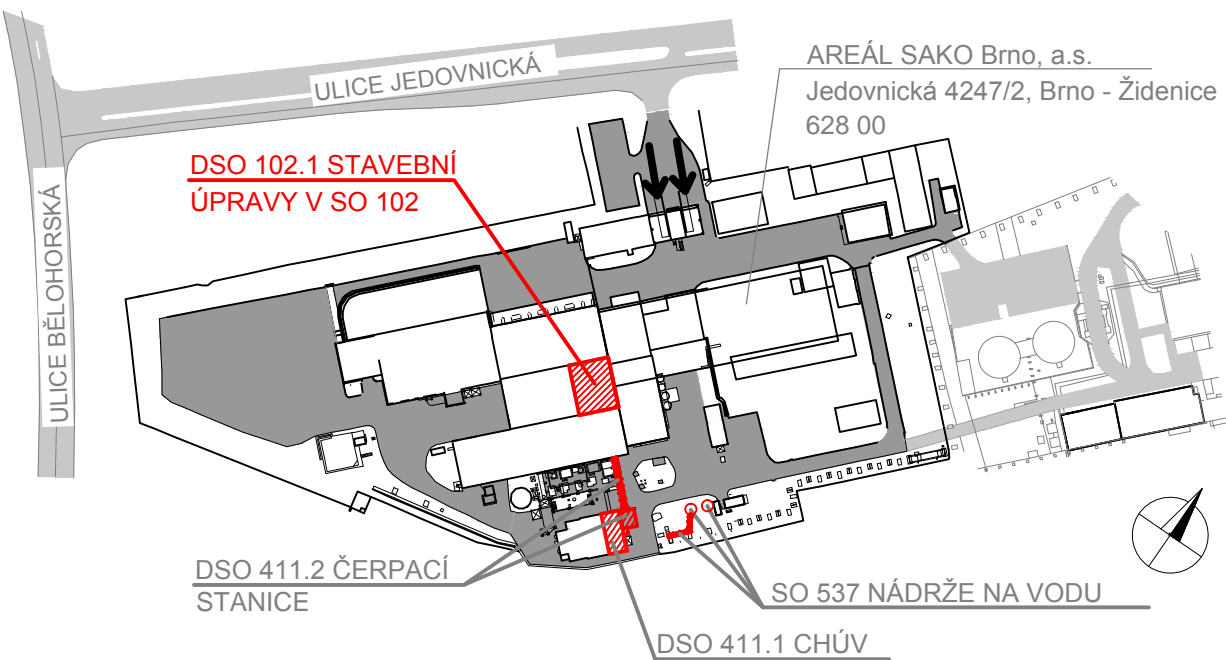 ULICE JEDOVNICKÁ
AREÁL SAKO Brno, a.s.
Jedovnická 4247/2, Brno - Židenice
628 00
DSO 102.1 STAVEBNÍ
ÚPRAVY V SO 102
ULICE BĚLOHORSKÁ
DSO 411.2 ČERPACÍ
STANICE
SO 537 NÁDRŽE NA VODU
DSO 411.1 CHÚV